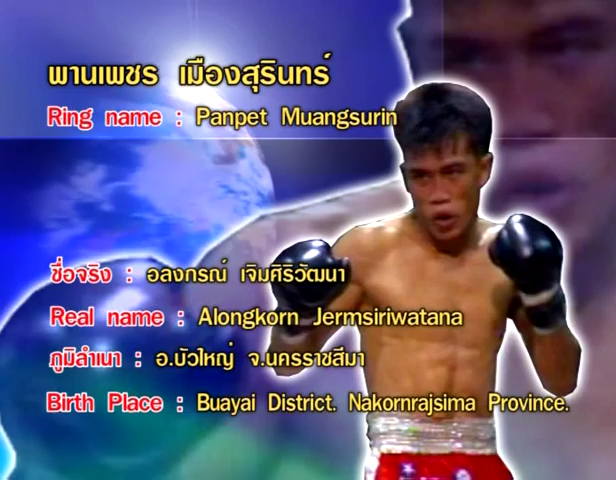 พานเพชร เมืองสุรินทร์
Ring name : Panpet Muangsurin
ชื่อจริง : อลงกรณ์ เจิมศิริวัฒนา
Real name : Alongkorn Jermsiriwatana
ภูมิลำเนา : อ.บัวใหญ่ จ.นครราชสีมา
Birth Place : Buayai District. Nakornrajsima Province.